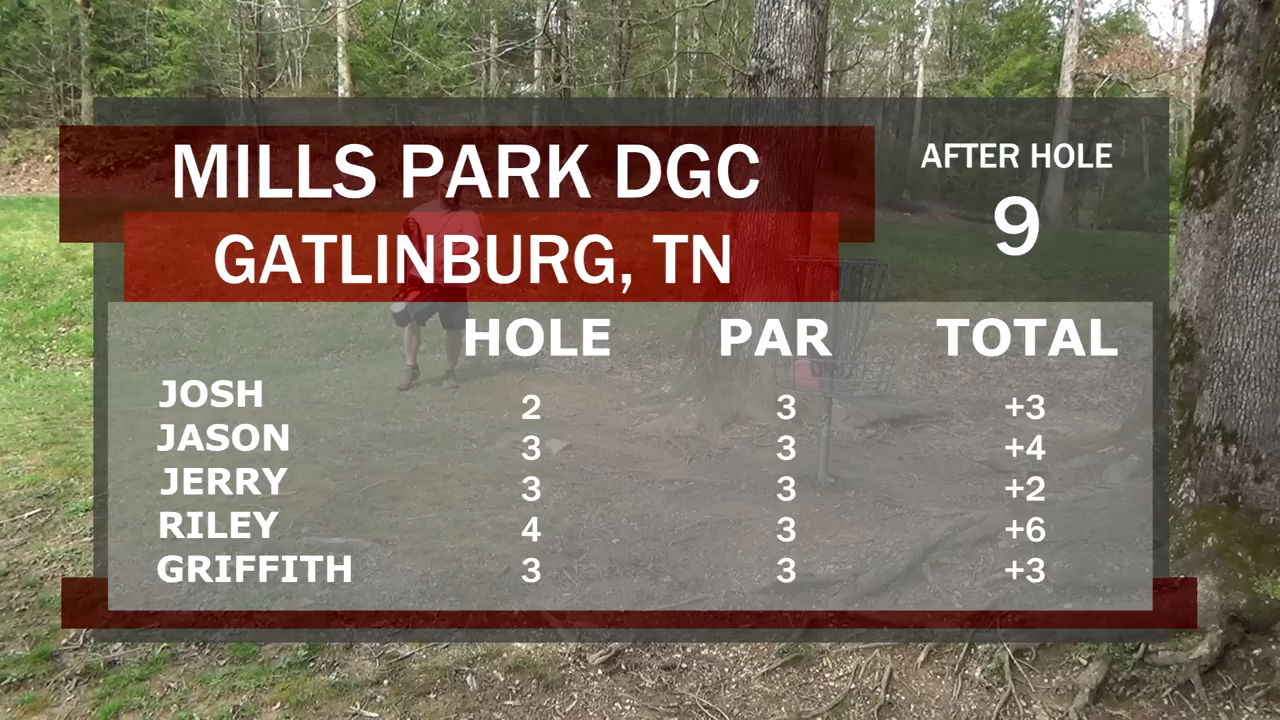 MILLS PARK DGC
GATLINBURG, TN
AFTER HOLE
9
HOLE PAR TOTAL
JOSH 2 3 +3
JASON 3 3 +4
JERRY 3 3 +2
RILEY 4 3 +6
GRIFFITH 3 3 +3